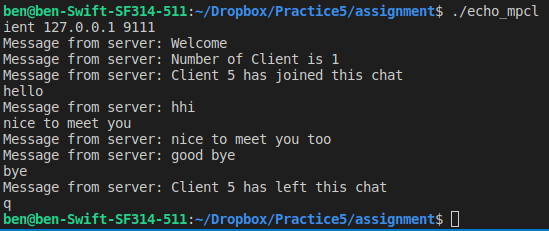 ben@ben-Swift-SF314-511:~/Dropbox/Practice5/assignment$ ./echo_mpcl
ient 127.0.0.1 9111
Message from server: Welcome
Message from server: Number of Client is 1
Message from server: Client 5 has joined this chat
hello
Message from server: hhi
nice to meet you
Message from server: nice to meet you too
Message from server: good bye
bye
Message from server: Client 5 has left this chat
q
ben@ben-Swift-SF314-511:~/Dropbox/Practice5/assignment$